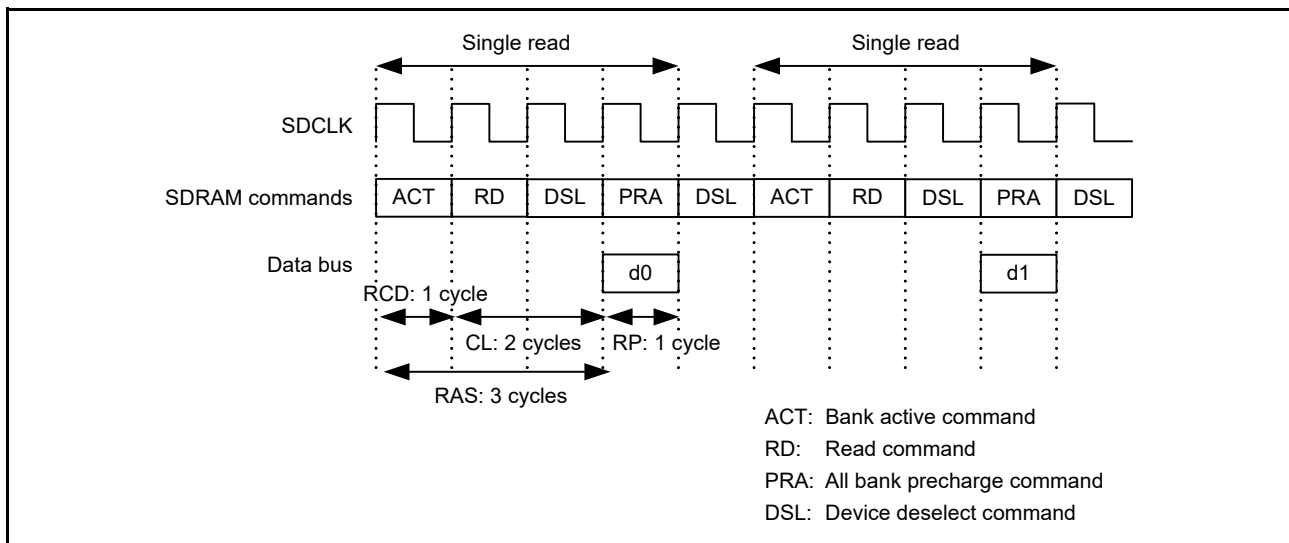 Single read Single read
SDCLK
SDRAM commands ACT RD DSL PRA DSL ACT RD DSL PRA DSL
Data bus d0 d1
RCD: 1 cycle
CL: 2 cycles RP: 1 cycle
RAS: 3 cycles
ACT: Bank active command
RD: Read command
PRA: All bank precharge command
DSL: Device deselect command